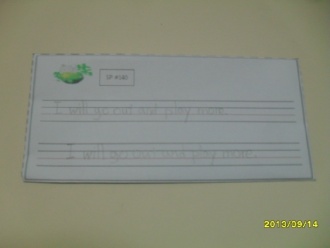 I will go out and play more.
I will go out and play more.
2013/09/14